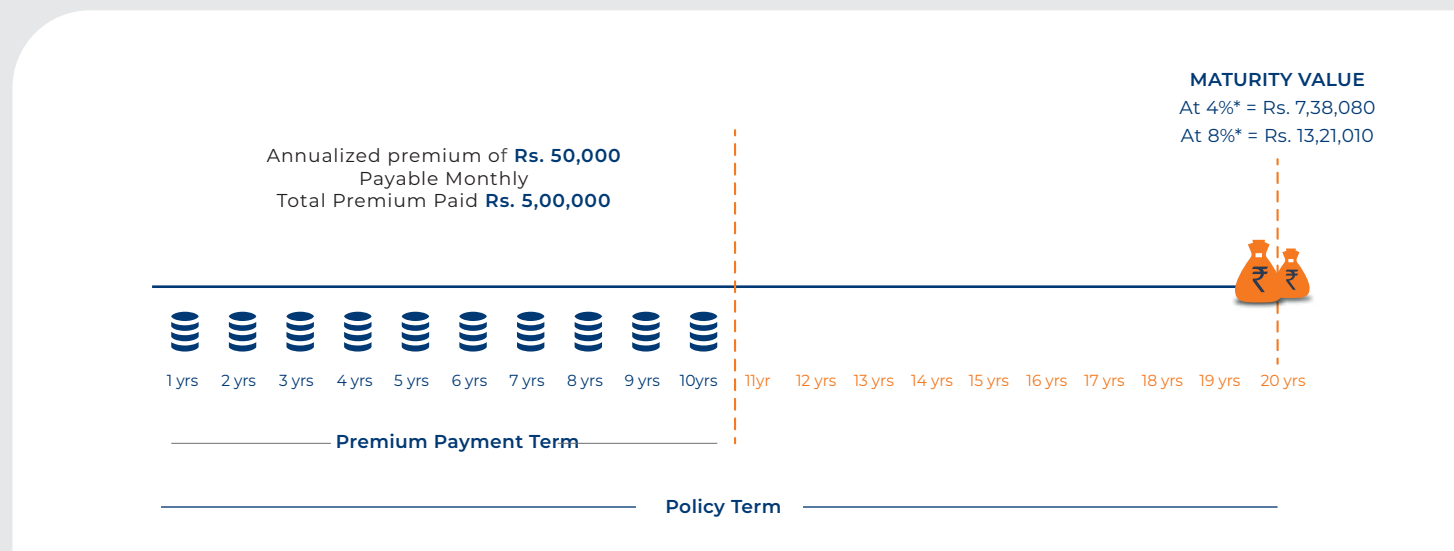 MATURITY VALUE
At 4%* = Rs. 7,38,080
At 8%* = Rs. 13,21,010
Annualized premium of Rs. 50,000
Payable Monthly
Total Premium Paid Rs. 5,00,000
₹ ₹
1 yrs 2 yrs 3 yrs 4 yrs 5 yrs 6 yrs 7 yrs 8 yrs 9 yrs 10yrs 11yr 12 yrs 13 yrs 14 yrs 15 yrs 16 yrs 17 yrs 18 yrs 19 yrs 20 yrs
Premium Payment Term
Policy Term